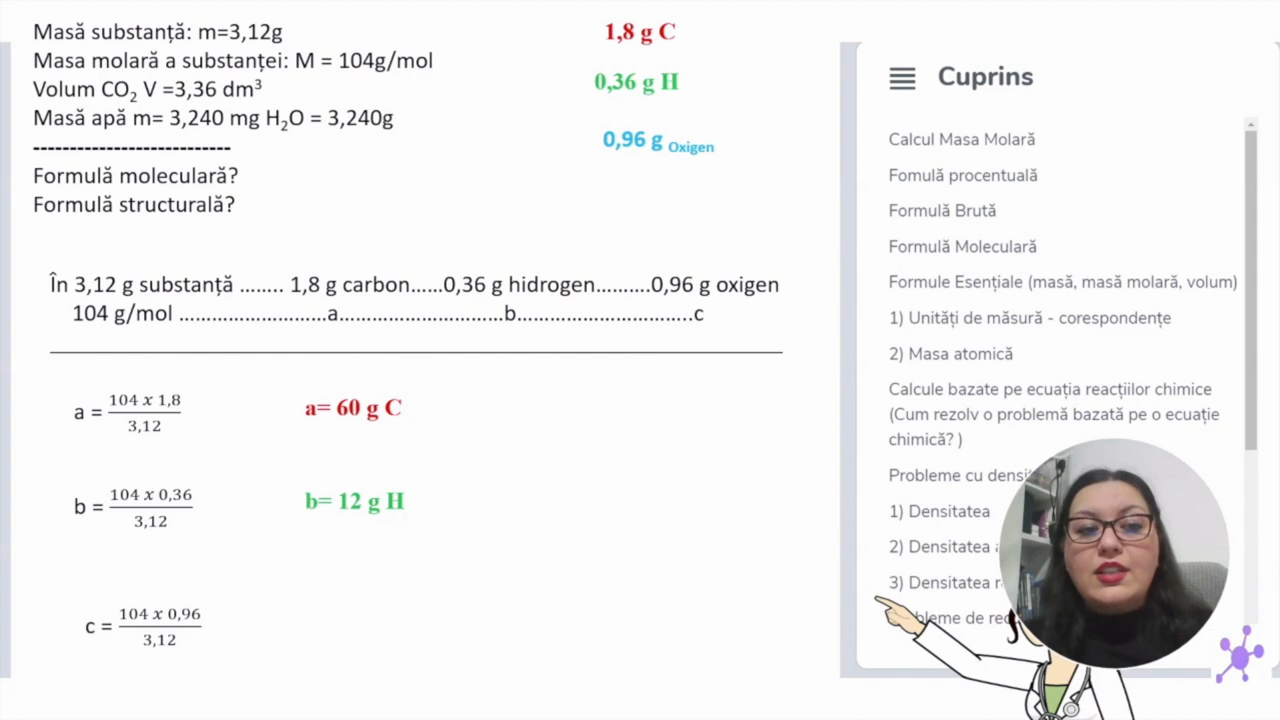 Masă substanță: m=3,12g
Masa molară a substanței: M = 104g/mol
Volum CO2 V =3,36 dm³
Masă apă m= 3,240 mg H2O = 3,240g
---------------------------
Formulă moleculară?
Formulă structurală?
1,8 g C
0,36 g H
0,96 g Oxigen
În 3,12 g substanță ........ 1,8 g carbon......0,36 g hidrogen..........0,96 g oxigen
104 g/mol ..............................a...................................b...................................c
a = 104 x 1,8 / 3,12
a= 60 g C
b = 104 x 0,36 / 3,12
b= 12 g H
c = 104 x 0,96 / 3,12
Cuprins
Calcul Masa Molară
Fomulă procentuală
Formulă Brută
Formulă Moleculară
Formule Esențiale (masă, masă molară, volum)
1) Unități de măsură - corespondențe
2) Masa atomică
Calcule bazate pe ecuația reacțiilor chimice
(Cum rezolv o problemă bazată pe o ecuație
chimică? )
Probleme cu
1) Densitatea
2) Densitatea
3) Densitatea
de